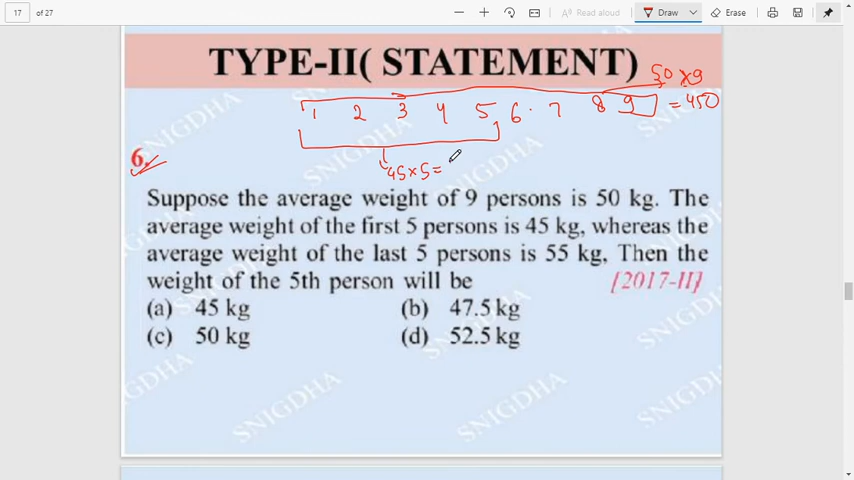 17 of 27
Read aloud
Draw
Erase
TYPE-II( STATEMENT)
50 x 9
1 2 3 4 5 6 . 7 8 9 = 450
6.
45 x 5 =
Suppose the average weight of 9 persons is 50 kg. The
average weight of the first 5 persons is 45 kg, whereas the
average weight of the last 5 persons is 55 kg, Then the
weight of the 5th person will be [2017-II]
(a) 45 kg (b) 47.5 kg
(c) 50 kg (d) 52.5 kg
SNIGDHA
SNIGDHA
SNIGDHA